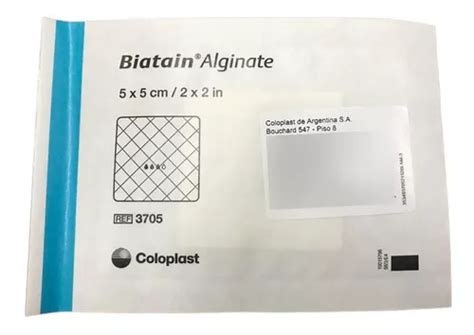 Biatain® Alginate
5 x 5 cm / 2 x 2 in
Coloplast de Argentina S.A.
Bouchard 547 - Piso 8
REF 3705
Coloplast